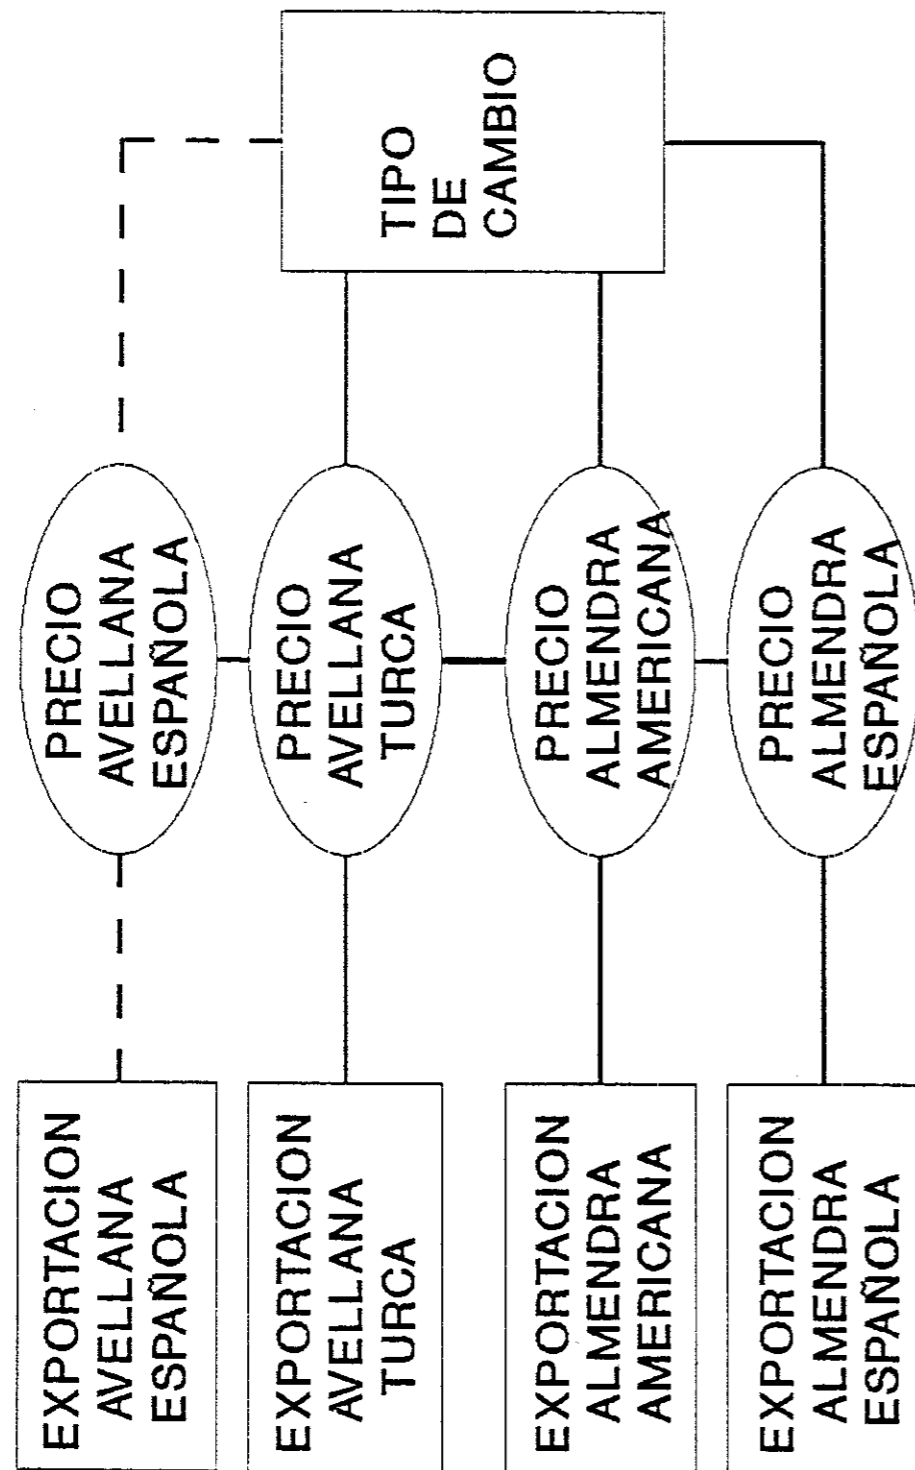 EXPORTACION
AVELLANA
ESPAÑOLA
EXPORTACION
AVELLANA
TURCA
EXPORTACION
ALMENDRA
AMERICANA
EXPORTACION
ALMENDRA
ESPAÑOLA
PRECIO
AVELLANA
ESPAÑOLA
PRECIO
AVELLANA
TURCA
PRECIO
ALMENDRA
AMERICANA
PRECIO
ALMENDRA
ESPAÑOLA
TIPO
DE
CAMBIO